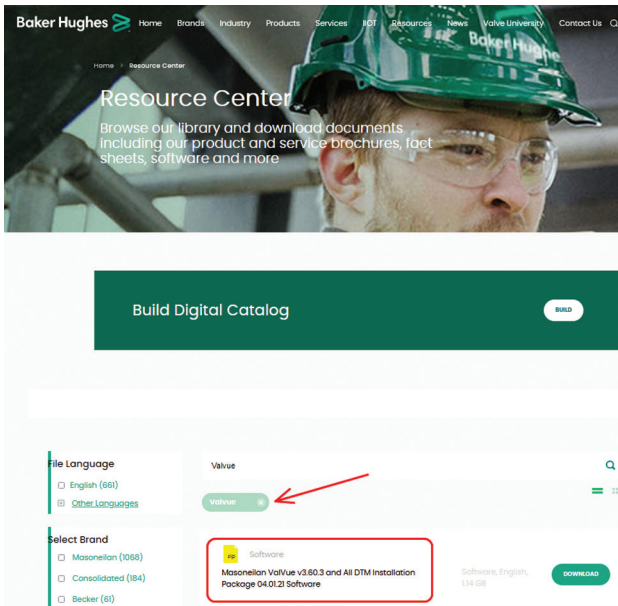 Baker Hughes
Home Brands Industry Products Services IIOT Resources News Valve University Contact Us
Baker Hughes
Home > Resource Center
Resource Center
Browse our library and download documents
including our product and service brochures, fact
sheets, software and more
Build Digital Catalog
BUILD
File Language
English (661)
Other Languages
Valvue
Valvue
Select Brand
Masoneilan (1068)
Consolidated (184)
Becker (61)
zip
Software
Masoneilan ValVue v3.60.3 and All DTM Installation
Package 04.01.21 Software
Software, English,
1.14 GB
DOWNLOAD